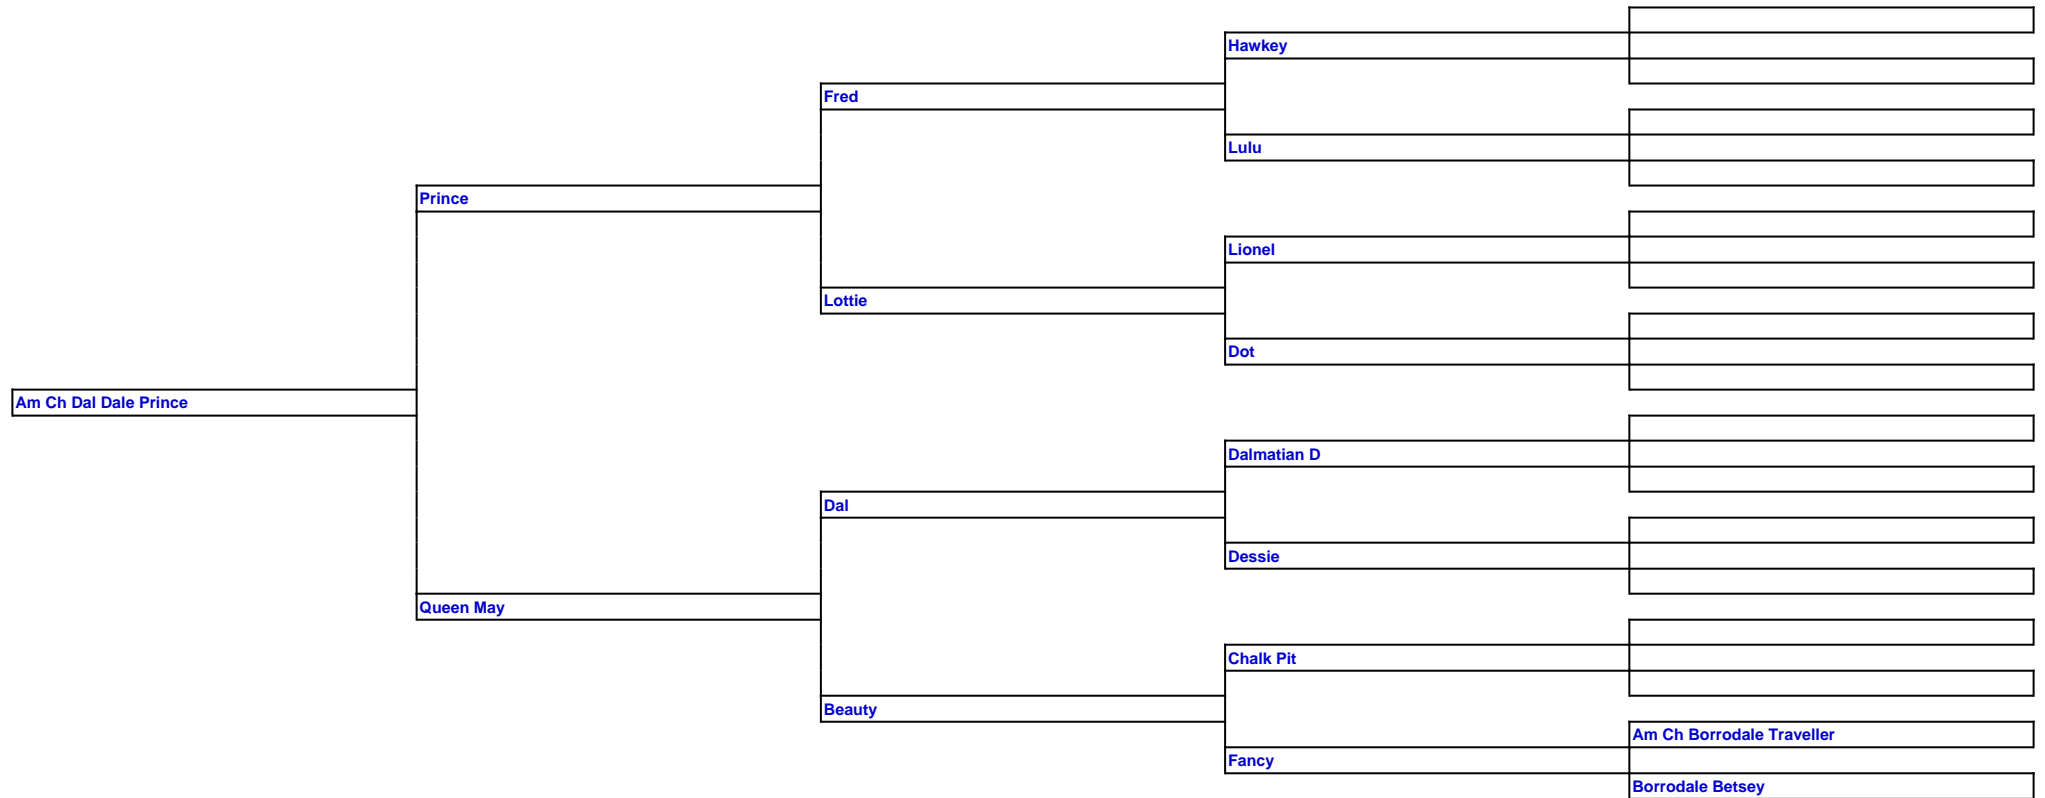 Hawkey
Fred
Lulu
Prince
Lionel
Lottie
Dot
Am Ch Dal Dale Prince
Dalmatian D
Dal
Dessie
Queen May
Chalk Pit
Beauty
Am Ch Borrodale Traveller
Fancy
Borrodale Betsey